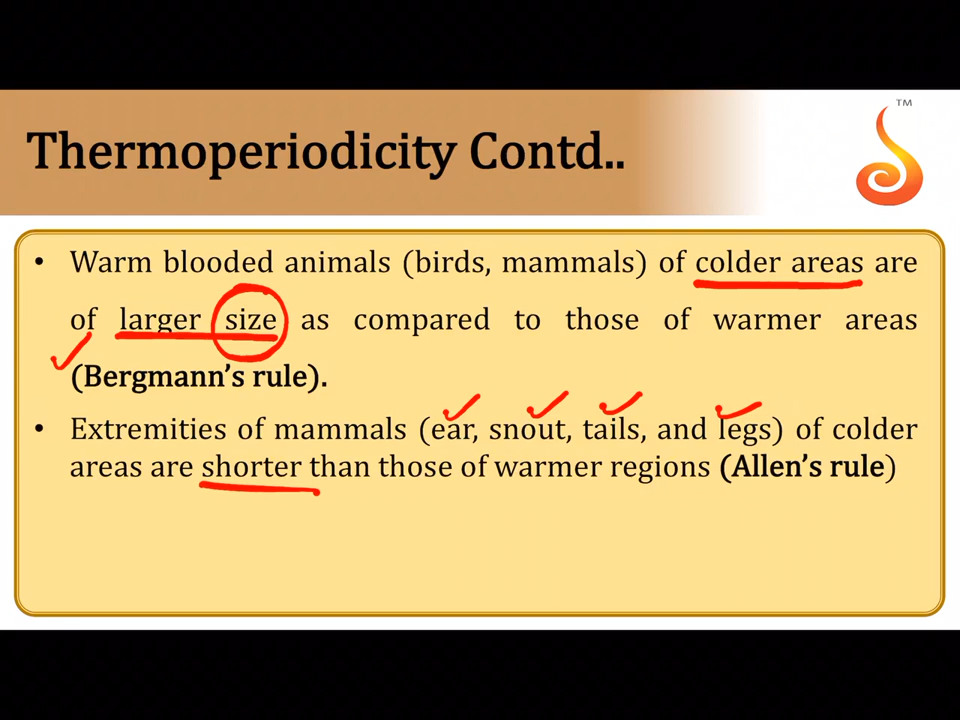 TM
Thermoperiodicity Contd..
• Warm blooded animals (birds, mammals) of colder areas are
of larger size as compared to those of warmer areas
(Bergmann's rule).
• Extremities of mammals (ear, snout, tails, and legs) of colder
areas are shorter than those of warmer regions (Allen's rule)